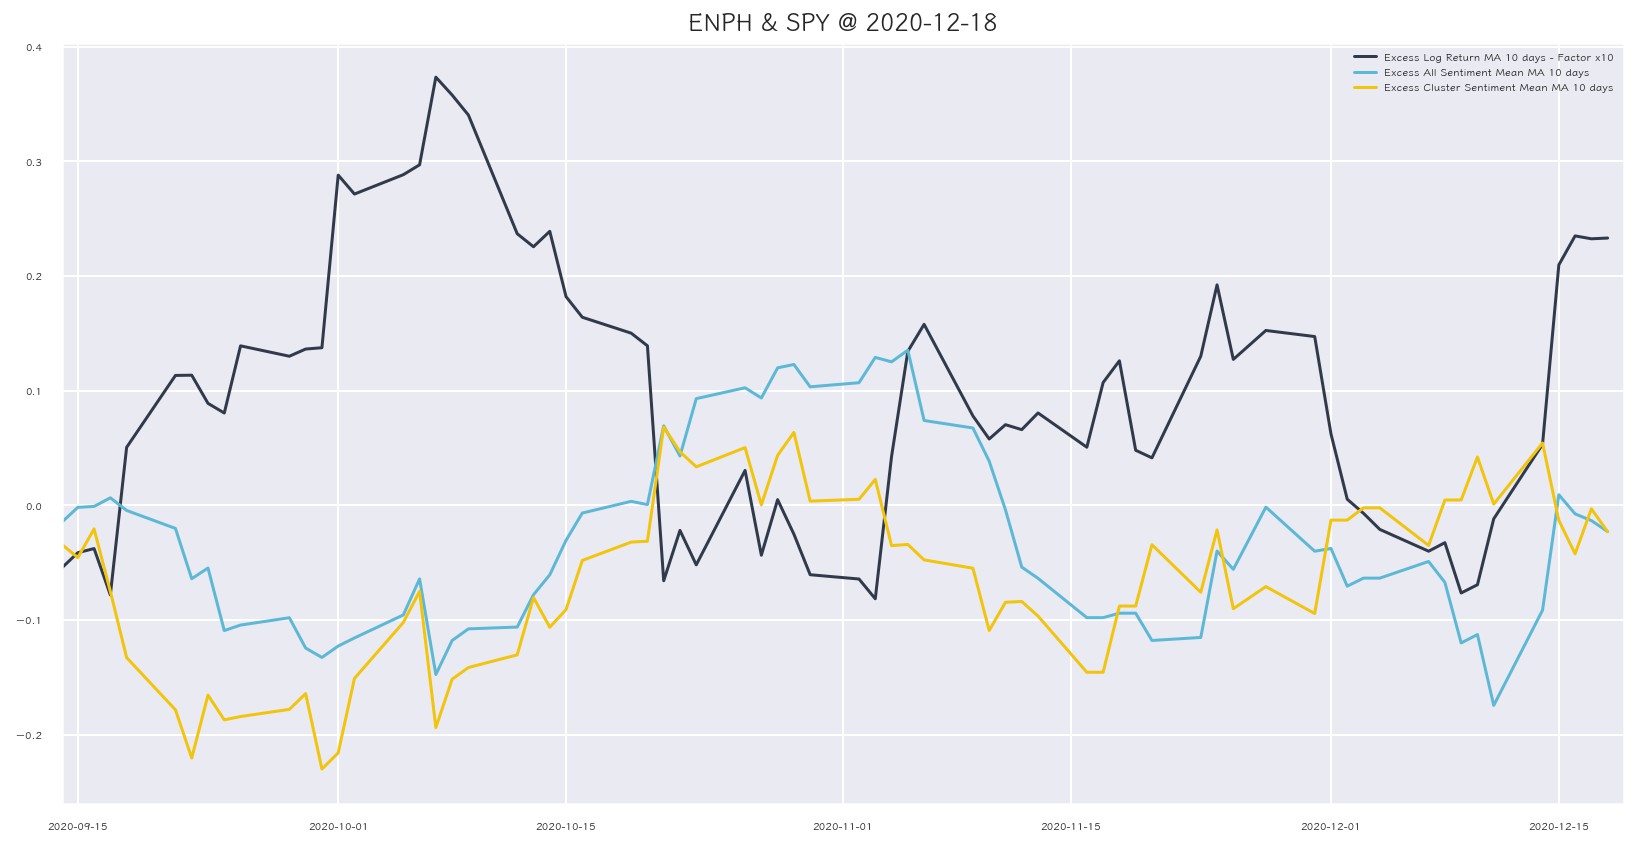 ENPH & SPY @ 2020-12-18
Excess Log Return MA 10 days - Factor x10
Excess All Sentiment Mean MA 10 days
Excess Cluster Sentiment Mean MA 10 days
0.4
0.3
0.2
0.1
0.0
−0.1
−0.2
2020-09-15 2020-10-01 2020-10-15 2020-11-01 2020-11-15 2020-12-01 2020-12-15